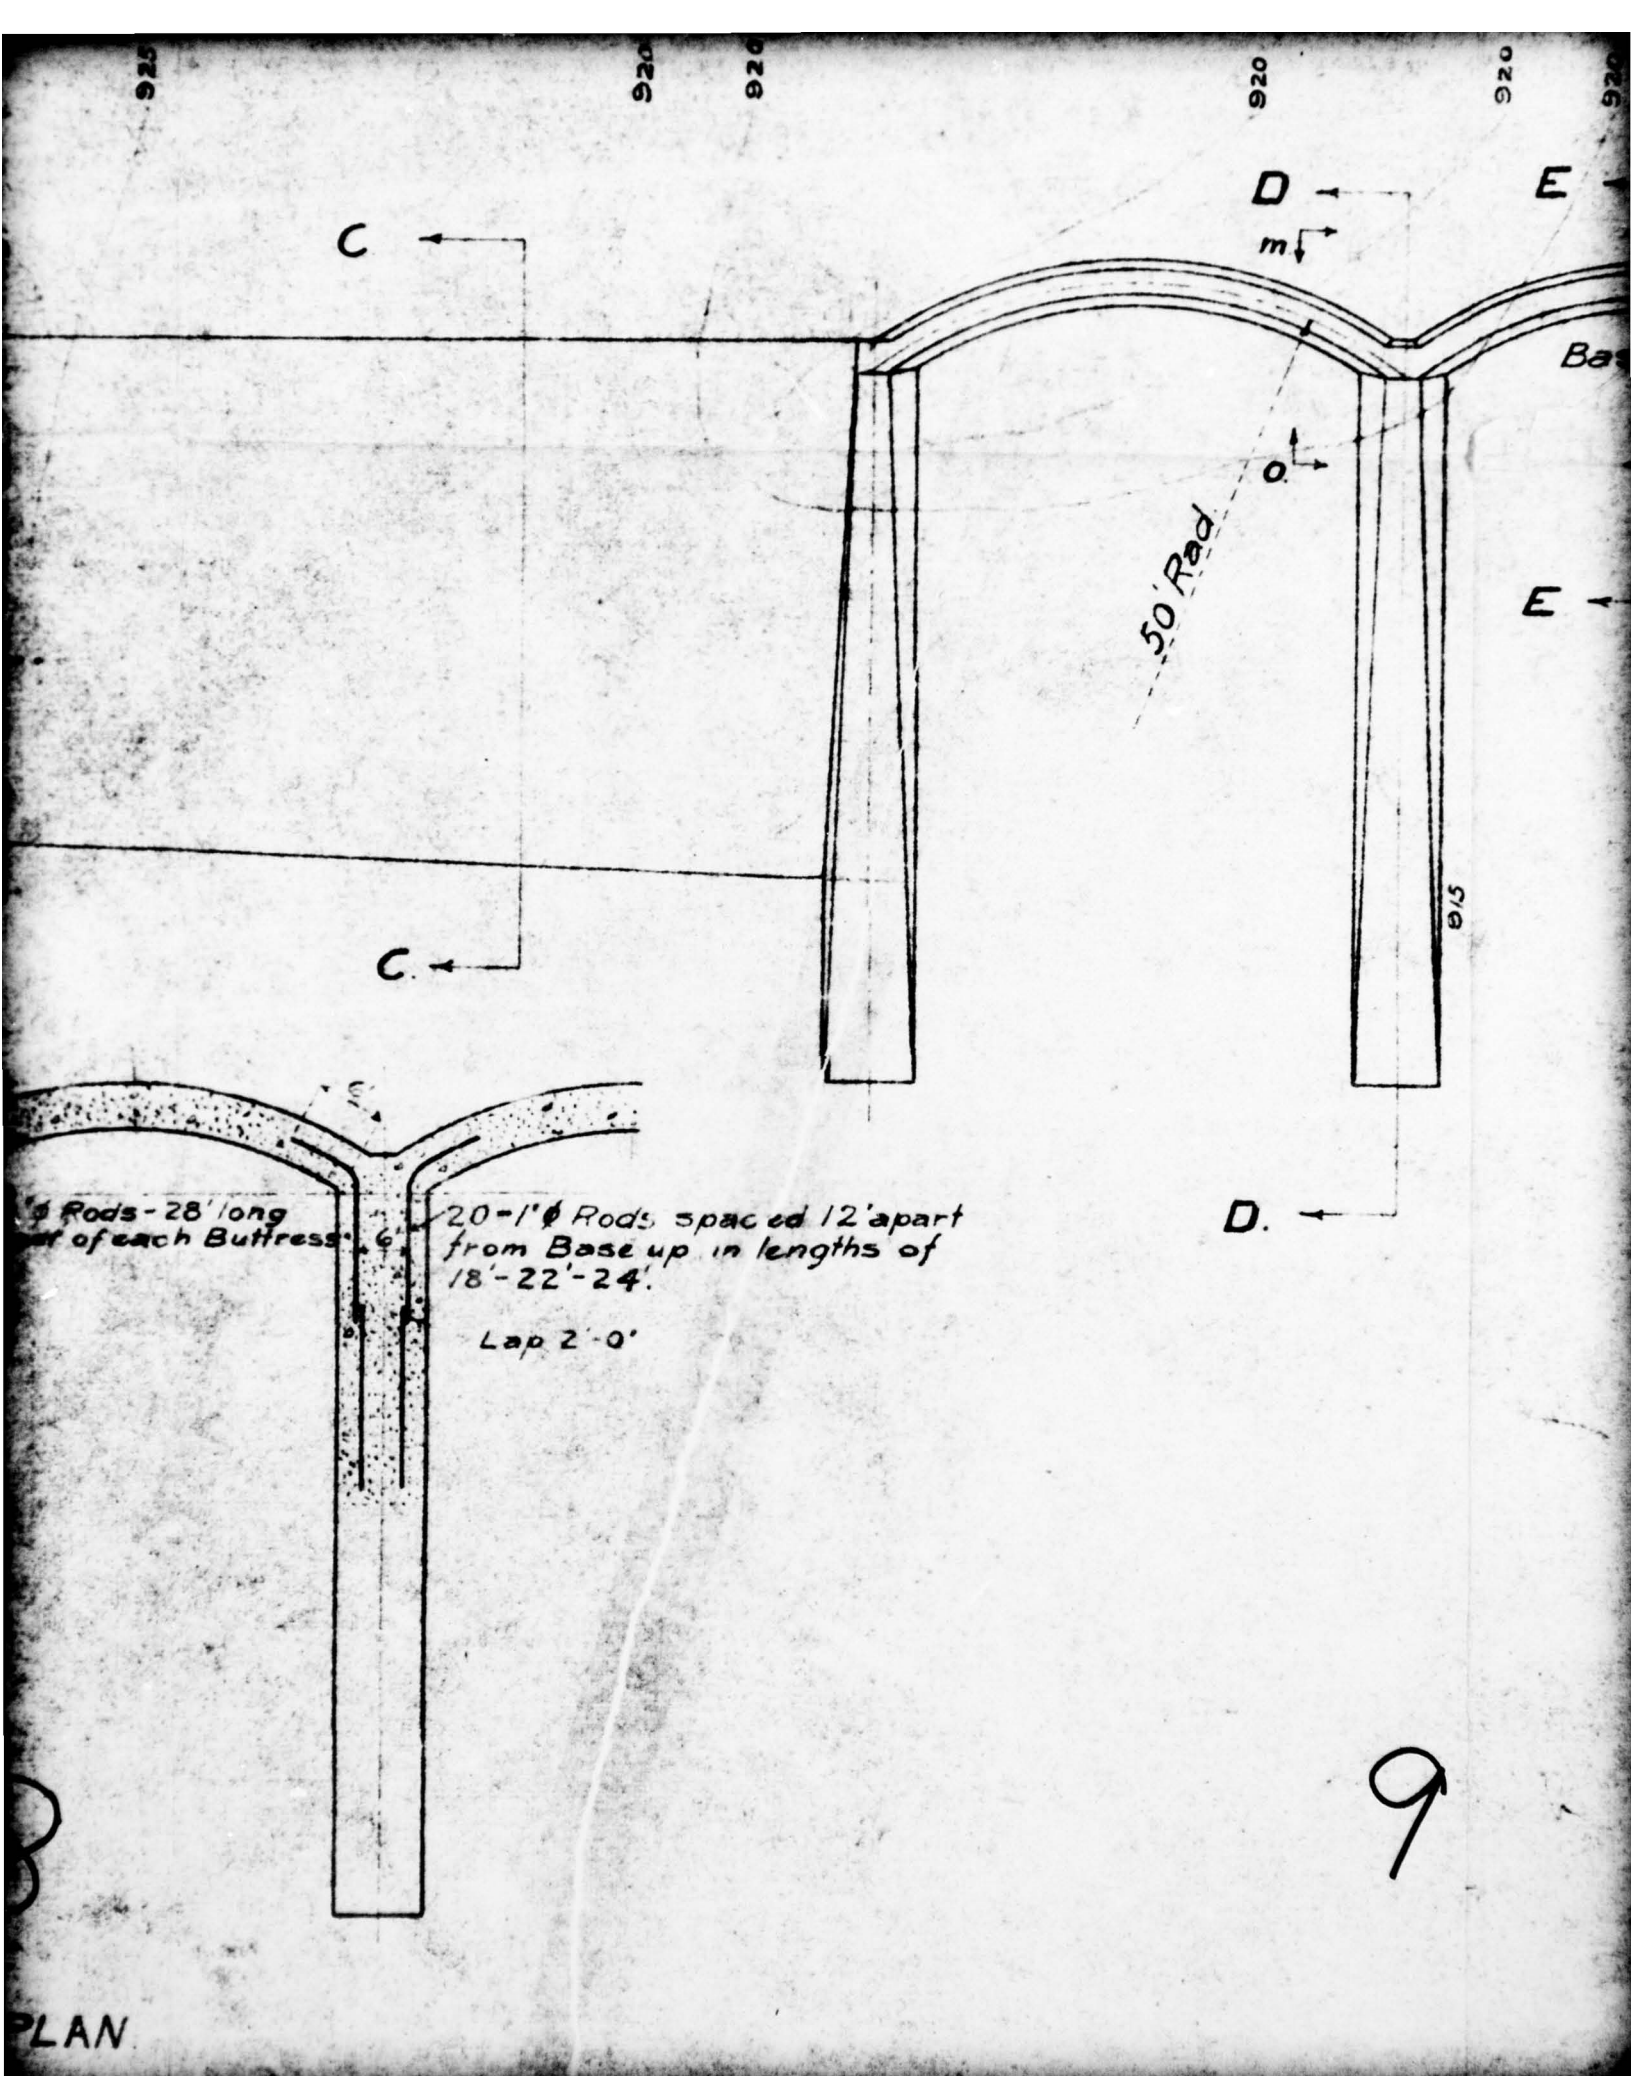 925
920
920
920
920
920
D
E
m
C
O.
50' Rad
E
915
C.
Rods - 28' long
of each Buttress
6
20-1"ϕ Rods spaced 12" apart
from Base up in lengths of
18'-22'-24'.
Lap 2'-0"
D.
9
PLAN